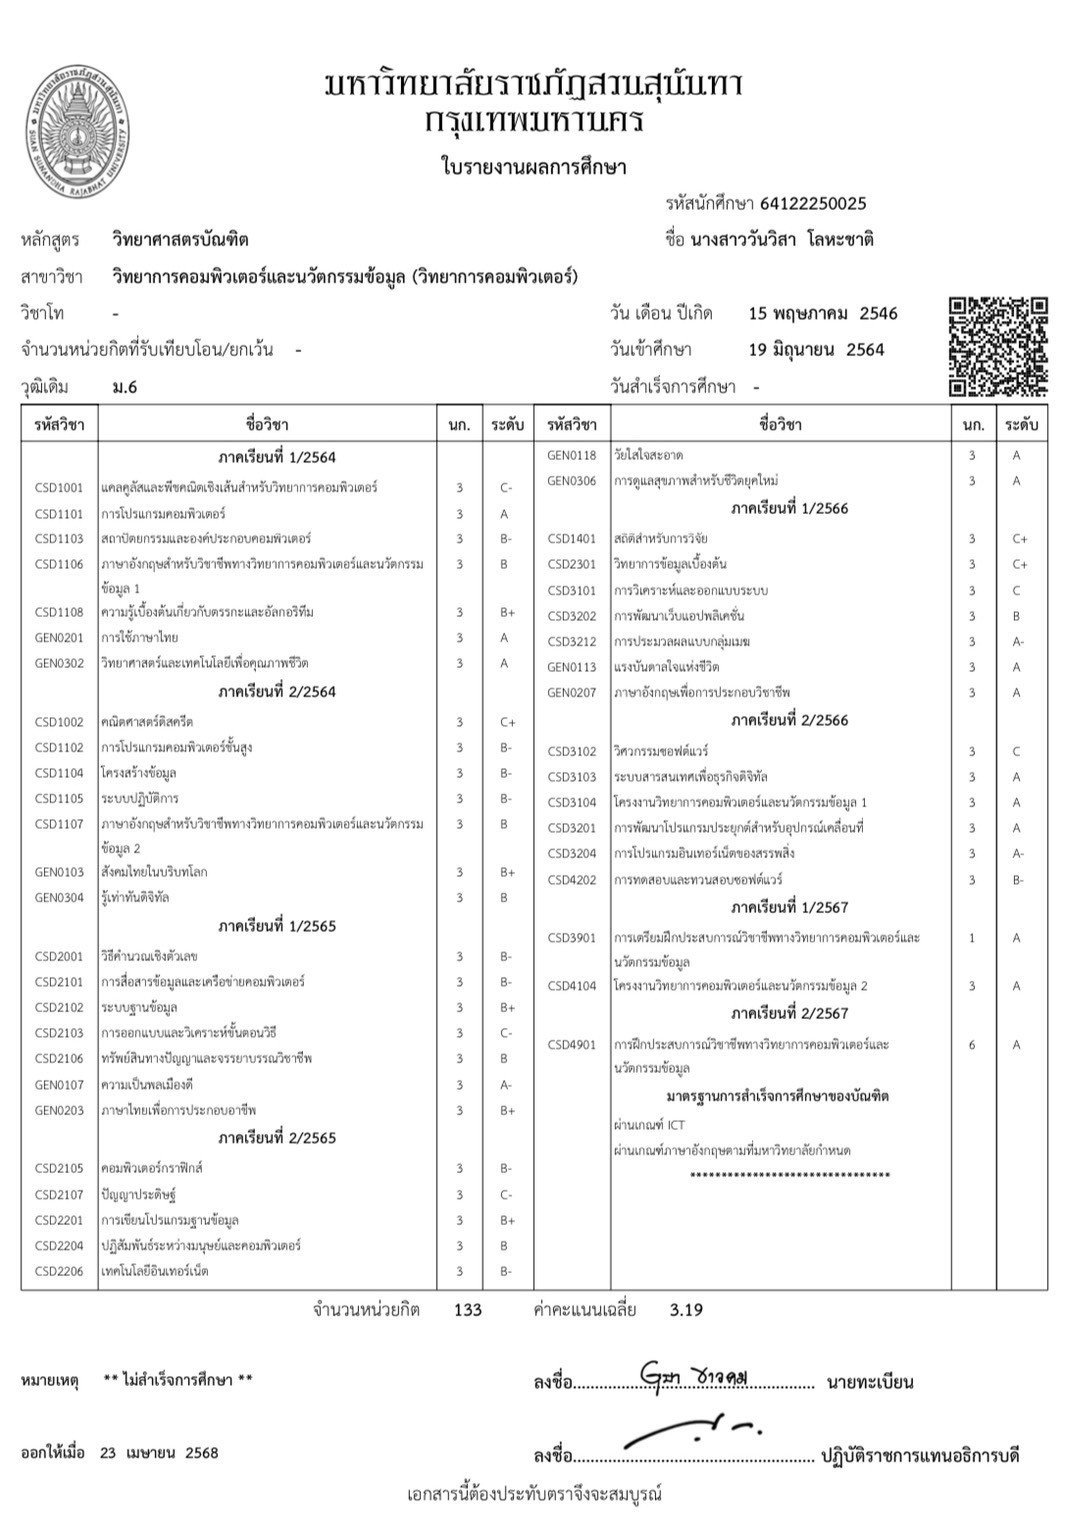 มหาวิทยาลัยราชภัฏสวนสุนันทา
กรุงเทพมหานคร
ใบรายงานผลการศึกษา
มหาวิทยาลัยราชภัฏสวนสุนันทา
SUAN SUNANDHA RAJABHAT UNIVERSITY
รหัสนักศึกษา 64122250025
หลักสูตร วิทยาศาสตรบัณฑิต
ชื่อ นางสาววันวิสา โลหะชาติ
สาขาวิชา วิทยาการคอมพิวเตอร์และนวัตกรรมข้อมูล (วิทยาการคอมพิวเตอร์)
วิชาโท -
วัน เดือน ปีเกิด 15 พฤษภาคม 2546
จำนวนหน่วยกิตที่รับเทียบโอน/ยกเว้น -
วันเข้าศึกษา 19 มิถุนายน 2564
วุฒิเดิม ม.6
วันสำเร็จการศึกษา -
รหัสวิชา ชื่อวิชา นก. ระดับ
ภาคเรียนที่ 1/2564
CSD1001 แคลคูลัสและพีชคณิตเชิงเส้นสำหรับวิทยาการคอมพิวเตอร์ 3 C-
CSD1101 การโปรแกรมคอมพิวเตอร์ 3 A
CSD1103 สถาปัตยกรรมและองค์ประกอบคอมพิวเตอร์ 3 B-
CSD1106 ภาษาอังกฤษสำหรับวิชาชีพทางวิทยาการคอมพิวเตอร์และนวัตกรรม 3 B
ข้อมูล 1
CSD1108 ความรู้เบื้องต้นเกี่ยวกับตรรกะและอัลกอริทึม 3 B+
GEN0201 การใช้ภาษาไทย 3 A
GEN0302 วิทยาศาสตร์และเทคโนโลยีเพื่อคุณภาพชีวิต 3 A
ภาคเรียนที่ 2/2564
CSD1002 คณิตศาสตร์ดิสครีต 3 C+
CSD1102 การโปรแกรมคอมพิวเตอร์ขั้นสูง 3 B-
CSD1104 โครงสร้างข้อมูล 3 B-
CSD1105 ระบบปฏิบัติการ 3 B-
CSD1107 ภาษาอังกฤษสำหรับวิชาชีพทางวิทยาการคอมพิวเตอร์และนวัตกรรม 3 B
ข้อมูล 2
GEN0103 สังคมไทยในบริบทโลก 3 B+
GEN0304 รู้เท่าทันดิจิทัล 3 B
ภาคเรียนที่ 1/2565
CSD2001 วิธีคำนวณเชิงตัวเลข 3 B-
CSD2101 การสื่อสารข้อมูลและเครือข่ายคอมพิวเตอร์ 3 B-
CSD2102 ระบบฐานข้อมูล 3 B+
CSD2103 การออกแบบและวิเคราะห์ขั้นตอนวิธี 3 C-
CSD2106 ทรัพย์สินทางปัญญาและจรรยาบรรณวิชาชีพ 3 B
GEN0107 ความเป็นพลเมืองดี 3 A-
GEN0203 ภาษาไทยเพื่อการประกอบอาชีพ 3 B+
ภาคเรียนที่ 2/2565
CSD2105 คอมพิวเตอร์กราฟิกส์ 3 B-
CSD2107 ปัญญาประดิษฐ์ 3 C-
CSD2201 การเขียนโปรแกรมฐานข้อมูล 3 B+
CSD2204 ปฏิสัมพันธ์ระหว่างมนุษย์และคอมพิวเตอร์ 3 B
CSD2206 เทคโนโลยีอินเทอร์เน็ต 3 B-
รหัสวิชา ชื่อวิชา นก. ระดับ
GEN0118 วัยใสใจสะอาด 3 A
GEN0306 การดูแลสุขภาพสำหรับชีวิตยุคใหม่ 3 A
ภาคเรียนที่ 1/2566
CSD1401 สถิติสำหรับการวิจัย 3 C+
CSD2301 วิทยาการข้อมูลเบื้องต้น 3 C+
CSD3101 การวิเคราะห์และออกแบบระบบ 3 C
CSD3202 การพัฒนาเว็บแอปพลิเคชั่น 3 B
CSD3212 การประมวลผลแบบกลุ่มเมฆ 3 A-
GEN0113 แรงบันดาลใจแห่งชีวิต 3 A
GEN0207 ภาษาอังกฤษเพื่อการประกอบวิชาชีพ 3 A
ภาคเรียนที่ 2/2566
CSD3102 วิศวกรรมซอฟต์แวร์ 3 C
CSD3103 ระบบสารสนเทศเพื่อธุรกิจดิจิทัล 3 A
CSD3104 โครงงานวิทยาการคอมพิวเตอร์และนวัตกรรมข้อมูล 1 3 A
CSD3201 การพัฒนาโปรแกรมประยุกต์สำหรับอุปกรณ์เคลื่อนที่ 3 A
CSD3204 การโปรแกรมอินเทอร์เน็ตของสรรพสิ่ง 3 A-
CSD4202 การทดสอบและทวนสอบซอฟต์แวร์ 3 B-
ภาคเรียนที่ 1/2567
CSD3901 การเตรียมฝึกประสบการณ์วิชาชีพทางวิทยาการคอมพิวเตอร์และ 1 A
นวัตกรรมข้อมูล
CSD4104 โครงงานวิทยาการคอมพิวเตอร์และนวัตกรรมข้อมูล 2 3 A
ภาคเรียนที่ 2/2567
CSD4901 การฝึกประสบการณ์วิชาชีพทางวิทยาการคอมพิวเตอร์และ 6 A
นวัตกรรมข้อมูล
มาตรฐานการสำเร็จการศึกษาของบัณฑิต
ผ่านเกณฑ์ ICT
ผ่านเกณฑ์ภาษาอังกฤษตามที่มหาวิทยาลัยกำหนด
********************************
จำนวนหน่วยกิต 133 ค่าคะแนนเฉลี่ย 3.19
หมายเหตุ ** ไม่สำเร็จการศึกษา **
ลงชื่อ.................................................. นายทะเบียน
ออกให้เมื่อ 23 เมษายน 2568
ลงชื่อ.................................................. ปฏิบัติราชการแทนอธิการบดี
เอกสารนี้ต้องประทับตราจึงจะสมบูรณ์